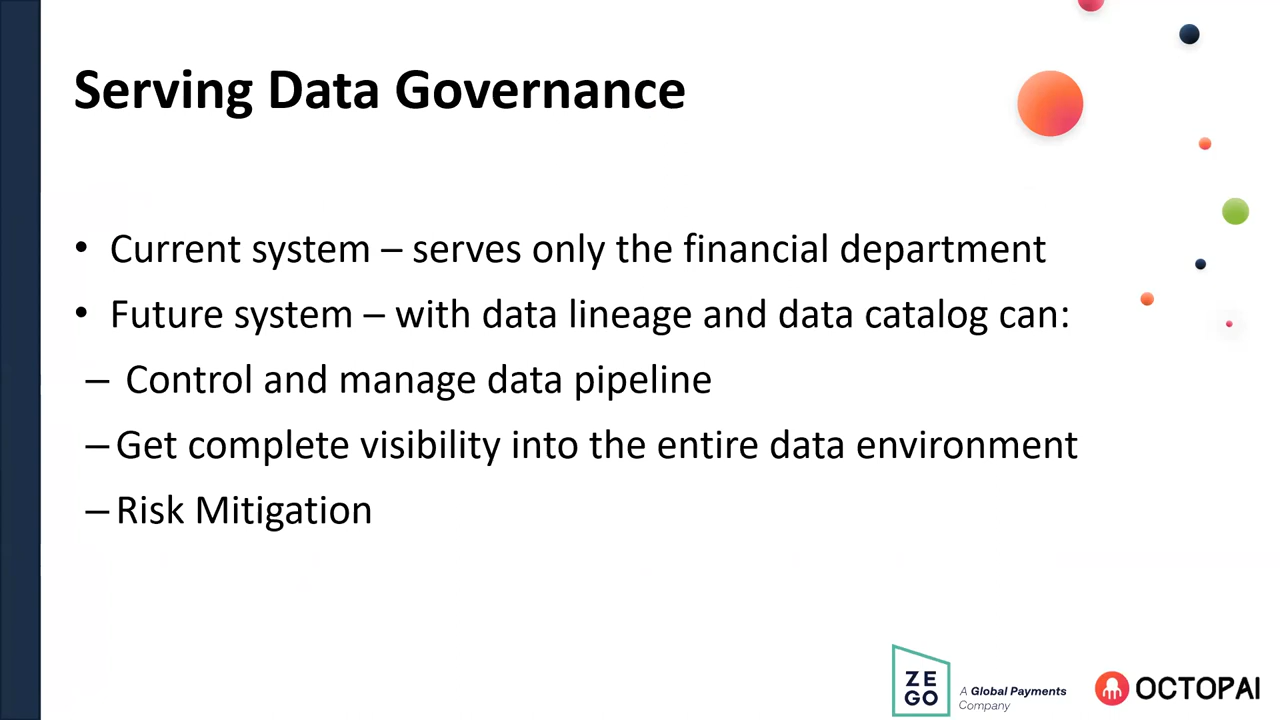 Serving Data Governance
• Current system – serves only the financial department
• Future system – with data lineage and data catalog can:
– Control and manage data pipeline
– Get complete visibility into the entire data environment
– Risk Mitigation
ZE
GO
A Global Payments
Company
OCTOPAI